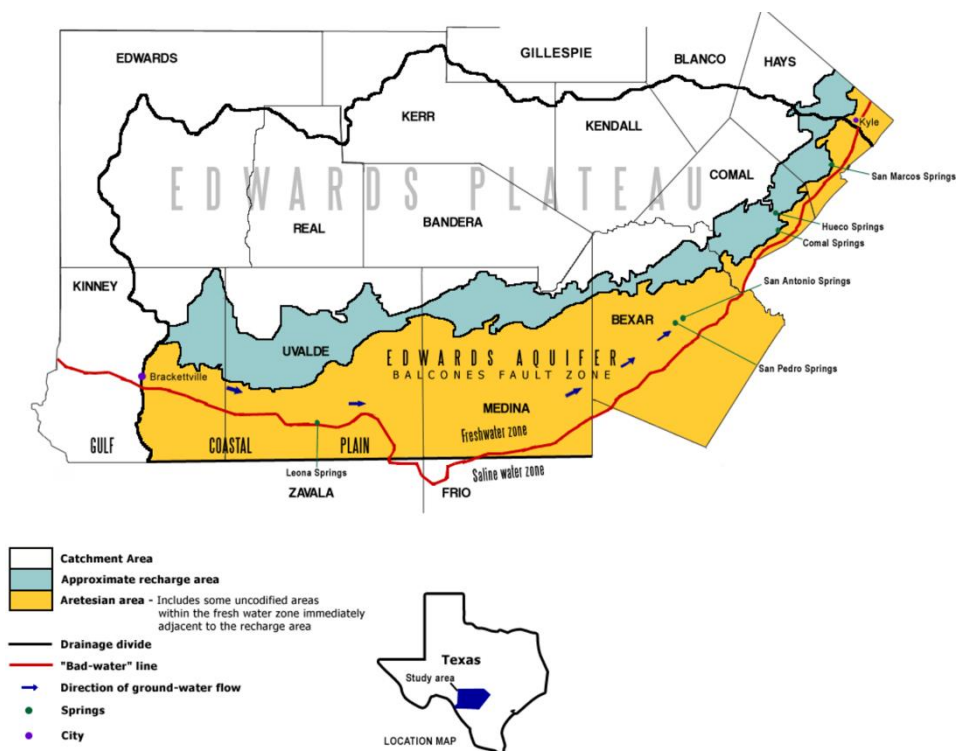 GILLESPIE
BLANCO
HAYS
EDWARDS
KERR
KENDALL
Kyle
EDWARDS PLATEAU
COMAL
San Marcos Springs
REAL
BANDERA
Hueco Springs
Comal Springs
KINNEY
San Antonio Springs
BEXAR
UVALDE
EDWARDS AQUIFER
BALCONES FAULT ZONE
San Pedro Springs
Brackettville
MEDINA
Freshwater zone
GULF
COASTAL
PLAIN
Leona Springs
Saline water zone
ZAVALA
FRIO
Catchment Area
Approximate recharge area
Aretesian area - Includes some uncodified areas
within the fresh water zone immediately
adjacent to the recharge area
Drainage divide
"Bad-water" line
Direction of ground-water flow
Springs
City
Texas
Study area
LOCATION MAP